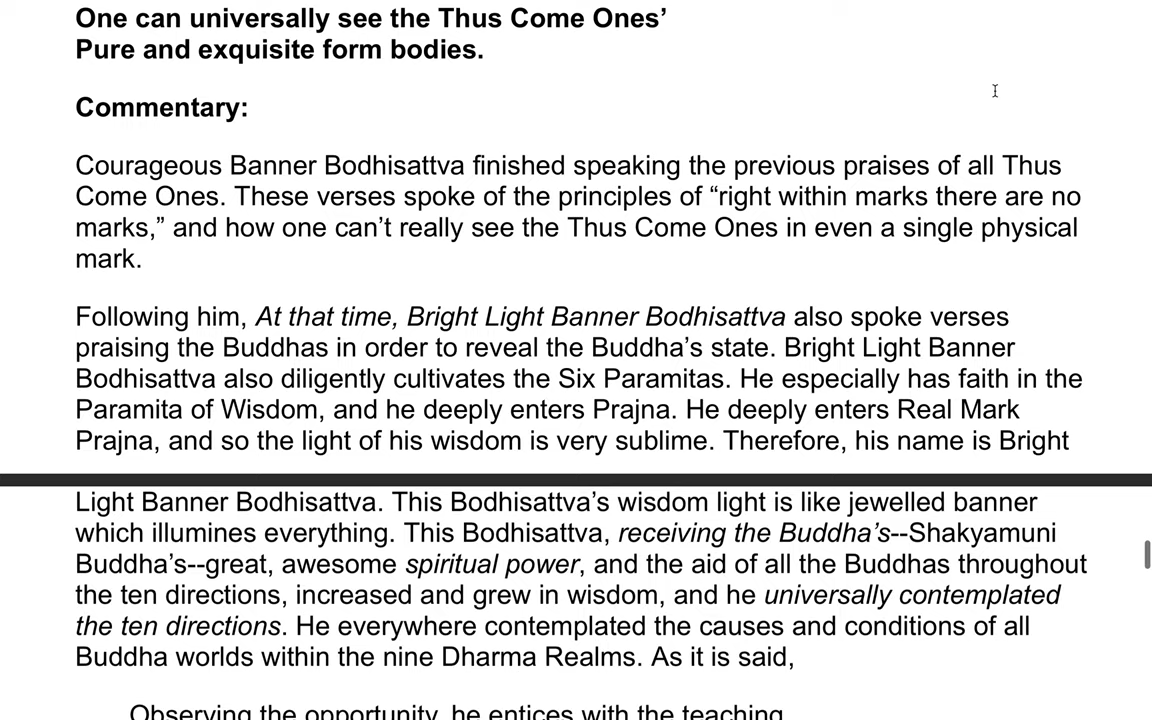 One can universally see the Thus Come Ones’
Pure and exquisite form bodies.
Commentary:
Courageous Banner Bodhisattva finished speaking the previous praises of all Thus
Come Ones. These verses spoke of the principles of “right within marks there are no
marks,” and how one can’t really see the Thus Come Ones in even a single physical
mark.
Following him, At that time, Bright Light Banner Bodhisattva also spoke verses
praising the Buddhas in order to reveal the Buddha’s state. Bright Light Banner
Bodhisattva also diligently cultivates the Six Paramitas. He especially has faith in the
Paramita of Wisdom, and he deeply enters Prajna. He deeply enters Real Mark
Prajna, and so the light of his wisdom is very sublime. Therefore, his name is Bright
Light Banner Bodhisattva. This Bodhisattva’s wisdom light is like jewelled banner
which illumines everything. This Bodhisattva, receiving the Buddha’s--Shakyamuni
Buddha’s--great, awesome spiritual power, and the aid of all the Buddhas throughout
the ten directions, increased and grew in wisdom, and he universally contemplated
the ten directions. He everywhere contemplated the causes and conditions of all
Buddha worlds within the nine Dharma Realms. As it is said,
Observing the opportunity, he entices with the teaching